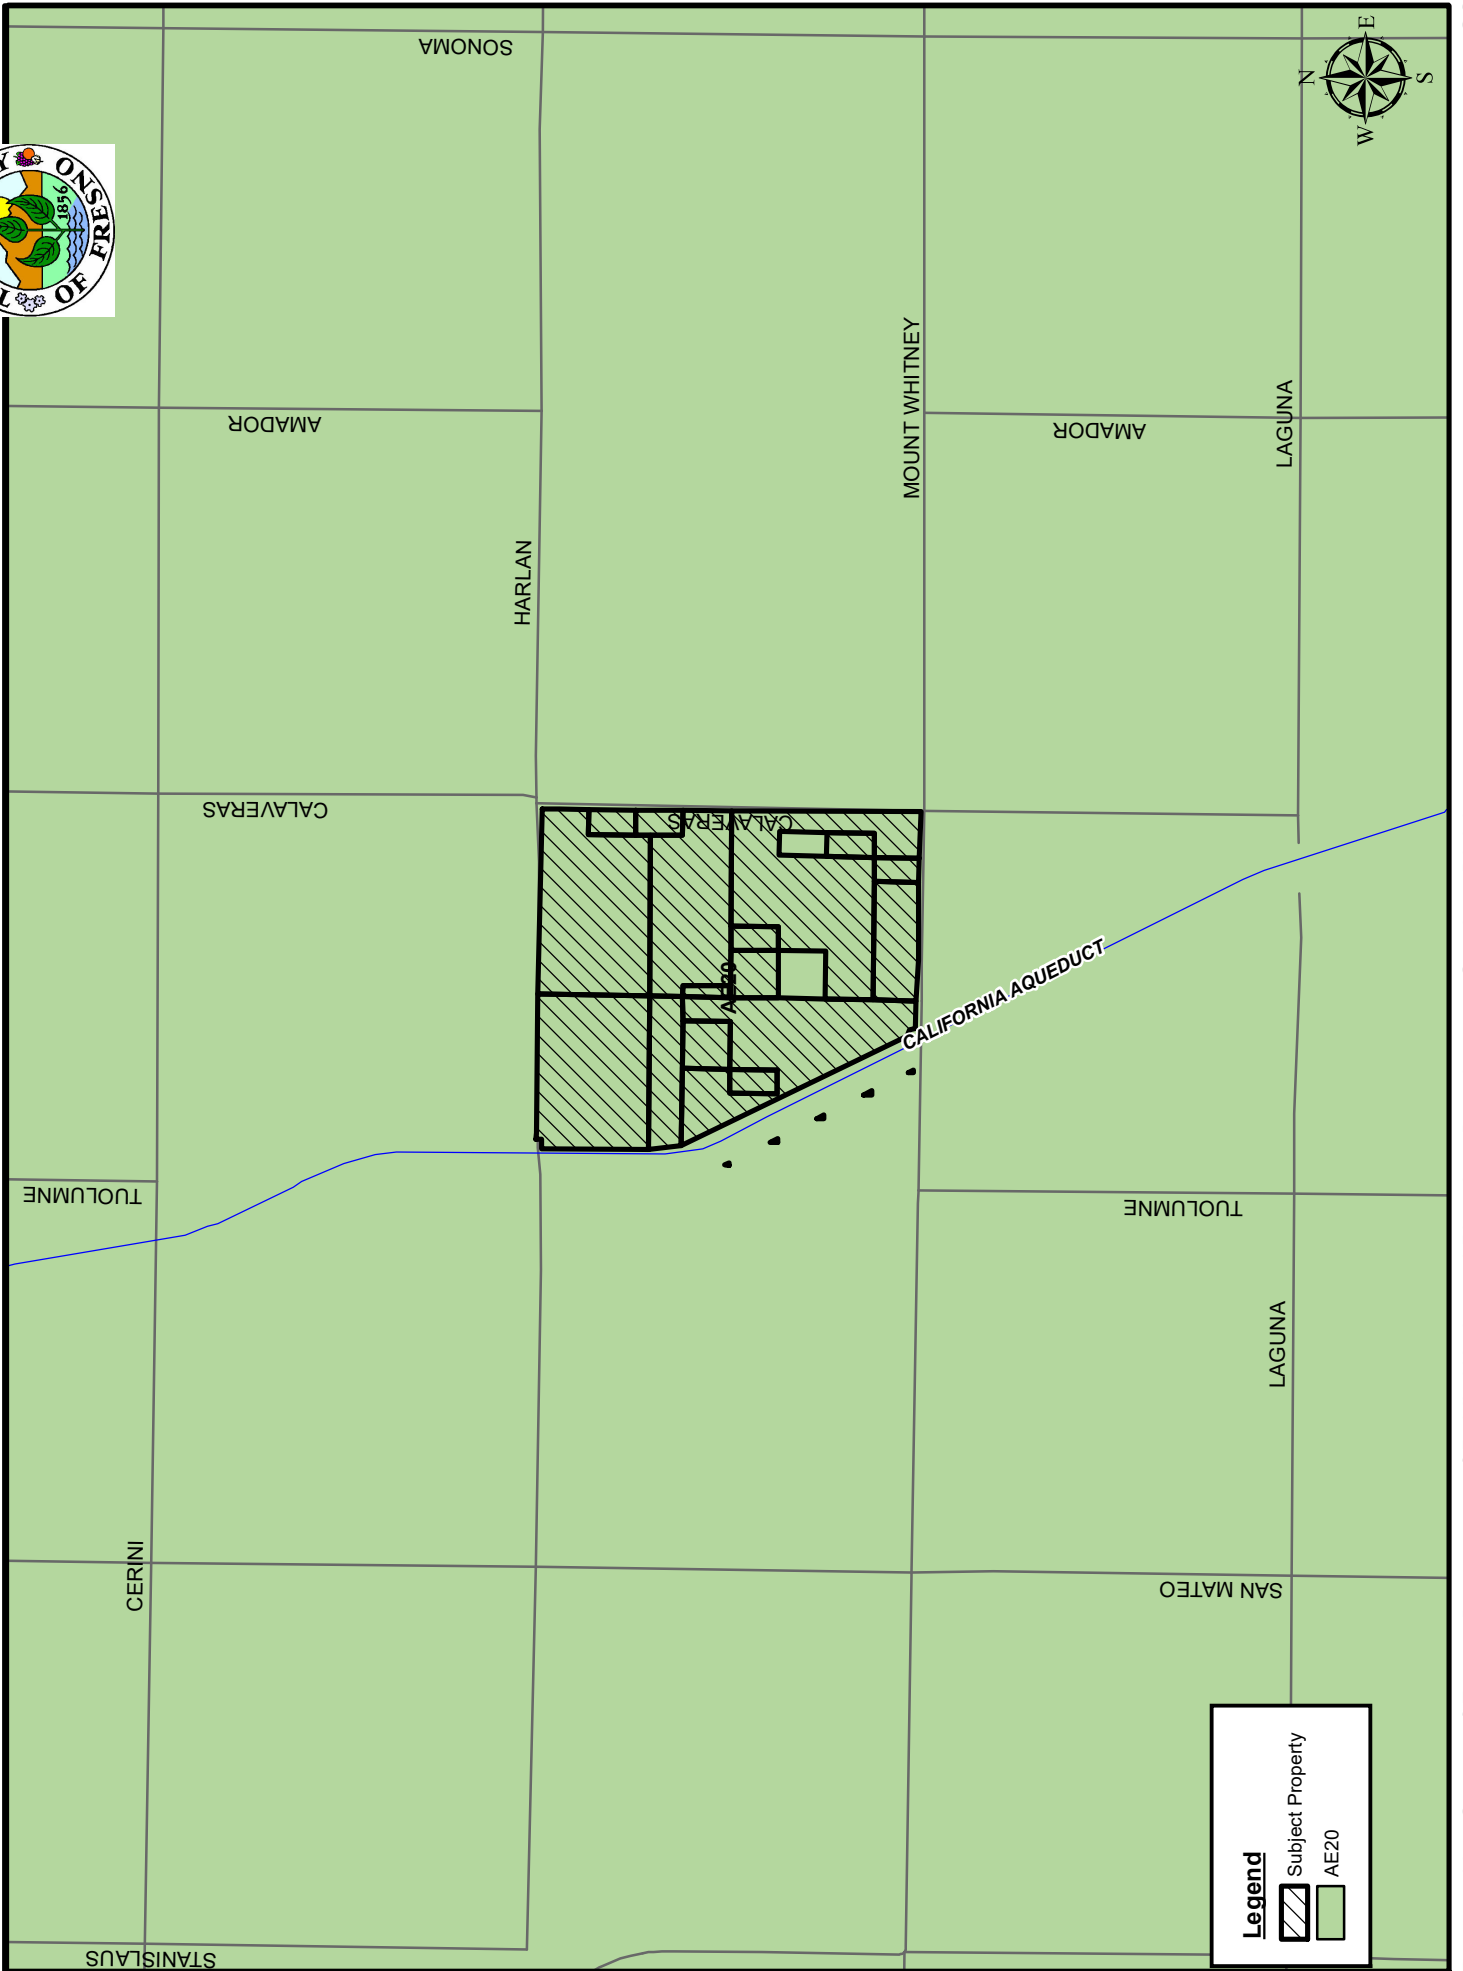 SONOMA
N
E
S
W
OF FRESNO
1856
AMADOR
MOUNT WHITNEY
AMADOR
LAGUNA
HARLAN
CALAVERAS
CALAVERAS
AE20
CALIFORNIA AQUEDUCT
TUOLUMNE
TUOLUMNE
LAGUNA
CERINI
SAN MATEO
STANISLAUS
Legend
Subject Property
AE20